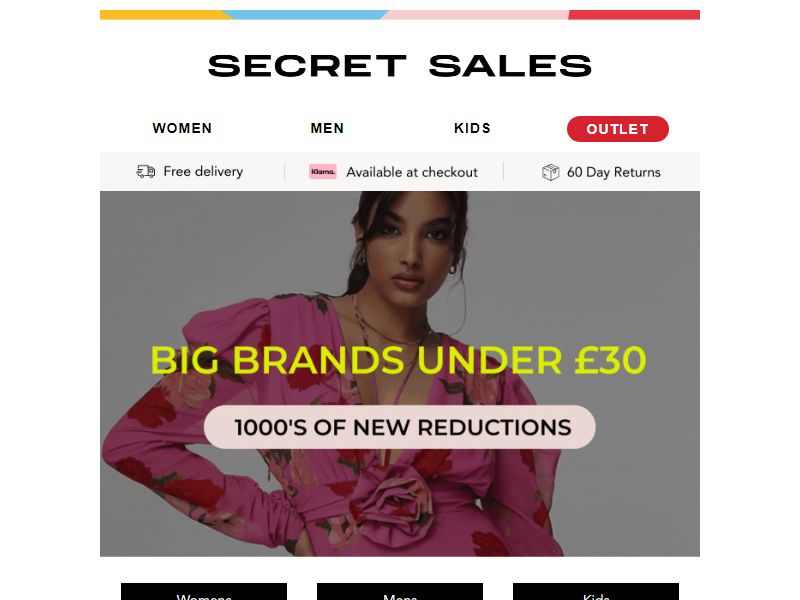 SECRET SALES
WOMEN MEN KIDS OUTLET
Free delivery Klarna. Available at checkout 60 Day Returns
BIG BRANDS UNDER £30
1000'S OF NEW REDUCTIONS
Womens Mens Kids